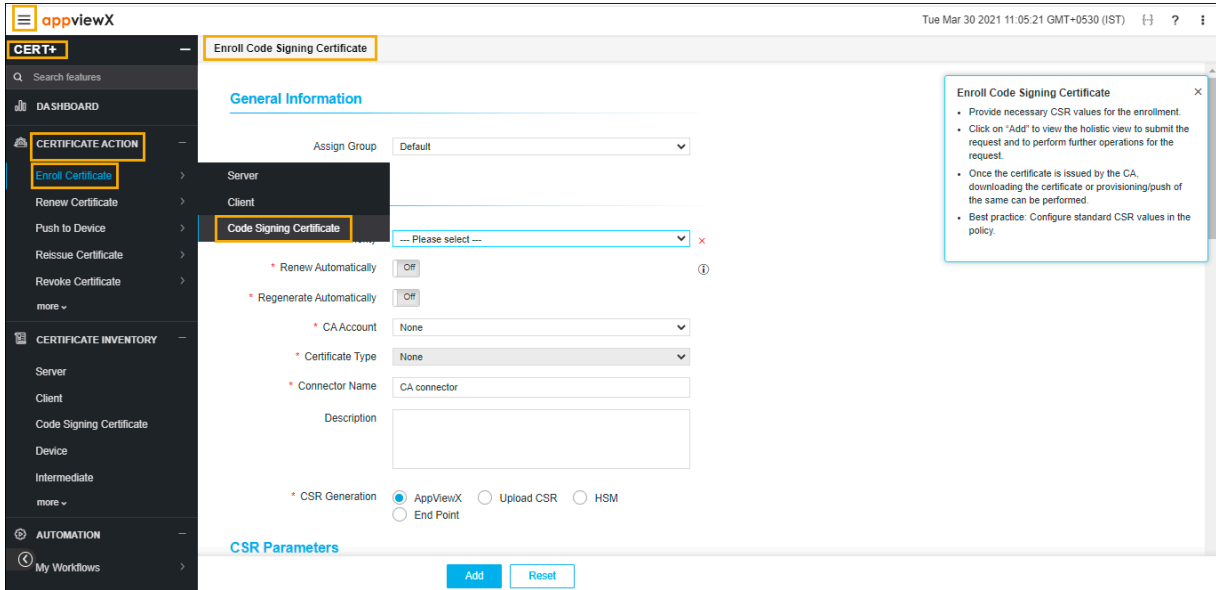 appviewX
Tue Mar 30 2021 11:05:21 GMT+0530 (IST)
?
CERT+
Search features
DASHBOARD
CERTIFICATE ACTION
Enroll Certificate
Renew Certificate
Push to Device
Reissue Certificate
Revoke Certificate
more
CERTIFICATE INVENTORY
Server
Client
Code Signing Certificate
Device
Intermediate
more
AUTOMATION
My Workflows
Server
Client
Code Signing Certificate
Enroll Code Signing Certificate
General Information
Assign Group
Default
--- Please select ---
* Renew Automatically
Off
* Regenerate Automatically
Off
* CA Account
None
* Certificate Type
None
* Connector Name
CA connector
Description
* CSR Generation
AppViewX
Upload CSR
HSM
End Point
CSR Parameters
Add
Reset
Enroll Code Signing Certificate
• Provide necessary CSR values for the enrollment.
• Click on “Add” to view the holistic view to submit the
request and to perform further operations for the
request.
• Once the certificate is issued by the CA,
downloading the certificate or provisioning/push of
the same can be performed.
• Best practice: Configure standard CSR values in the
policy.